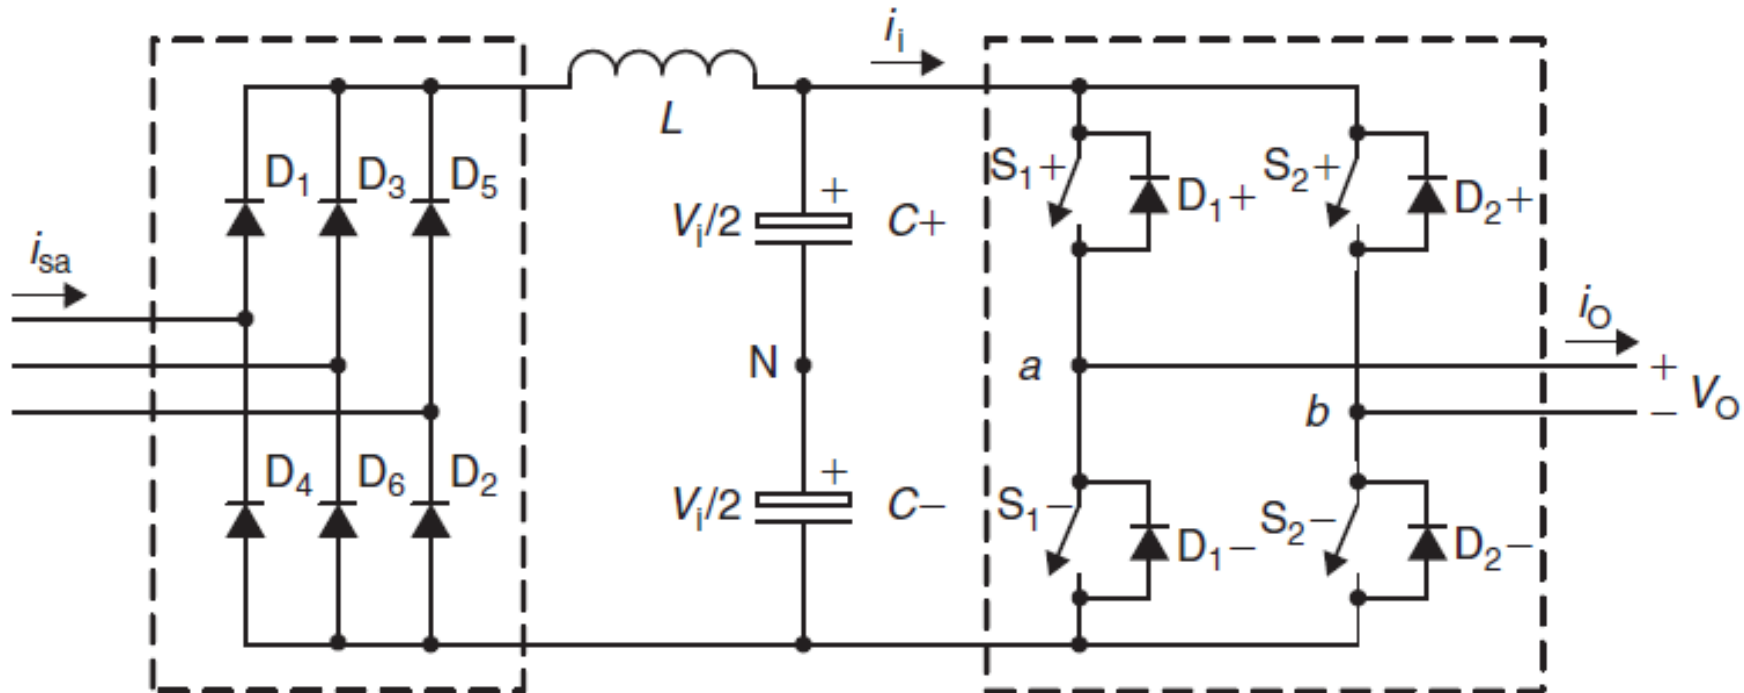 i_i
L
D₁ D₃ D₅
S₁+ D₁+ S₂+ D₂+
V_i/2 + C+
i_sa
i_O
N a + V_O
b −
D₄ D₆ D₂
V_i/2 + C−
S₁− D₁− S₂− D₂−